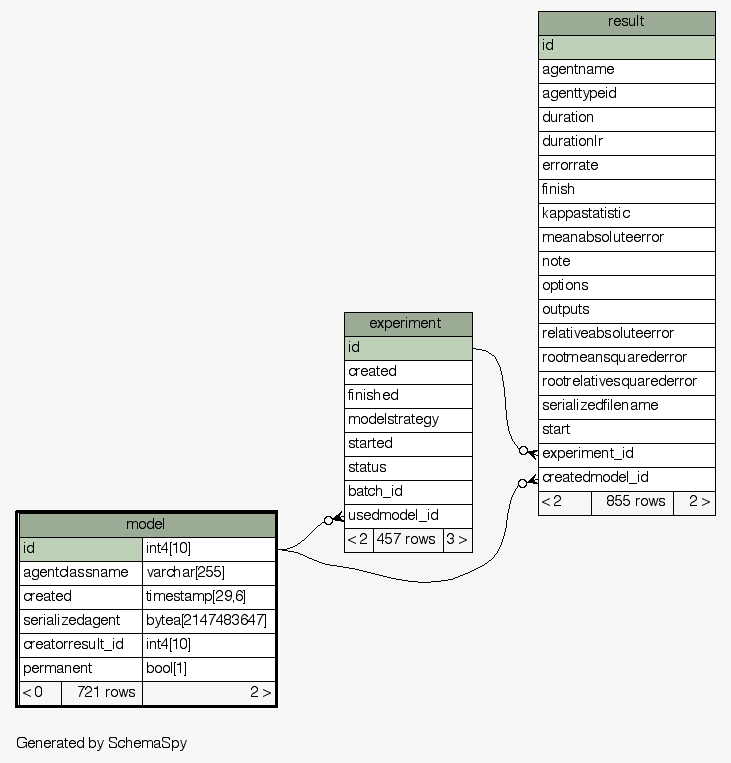 result
id
agentname
agenttypeid
duration
durationlr
errorrate
finish
kappastatistic
meanabsoluteerror
note
options
outputs
relativeabsoluteerror
rootmeansquarederror
rootrelativesquarederror
serializedfilename
start
experiment_id
createdmodel_id
< 2 855 rows 2 >
experiment
id
created
finished
modelstrategy
started
status
batch_id
usedmodel_id
< 2 457 rows 3 >
model
id int4[10]
agentclassname varchar[255]
created timestamp[29,6]
serializedagent bytea[2147483647]
creatorresult_id int4[10]
permanent bool[1]
< 0 721 rows 2 >
Generated by SchemaSpy